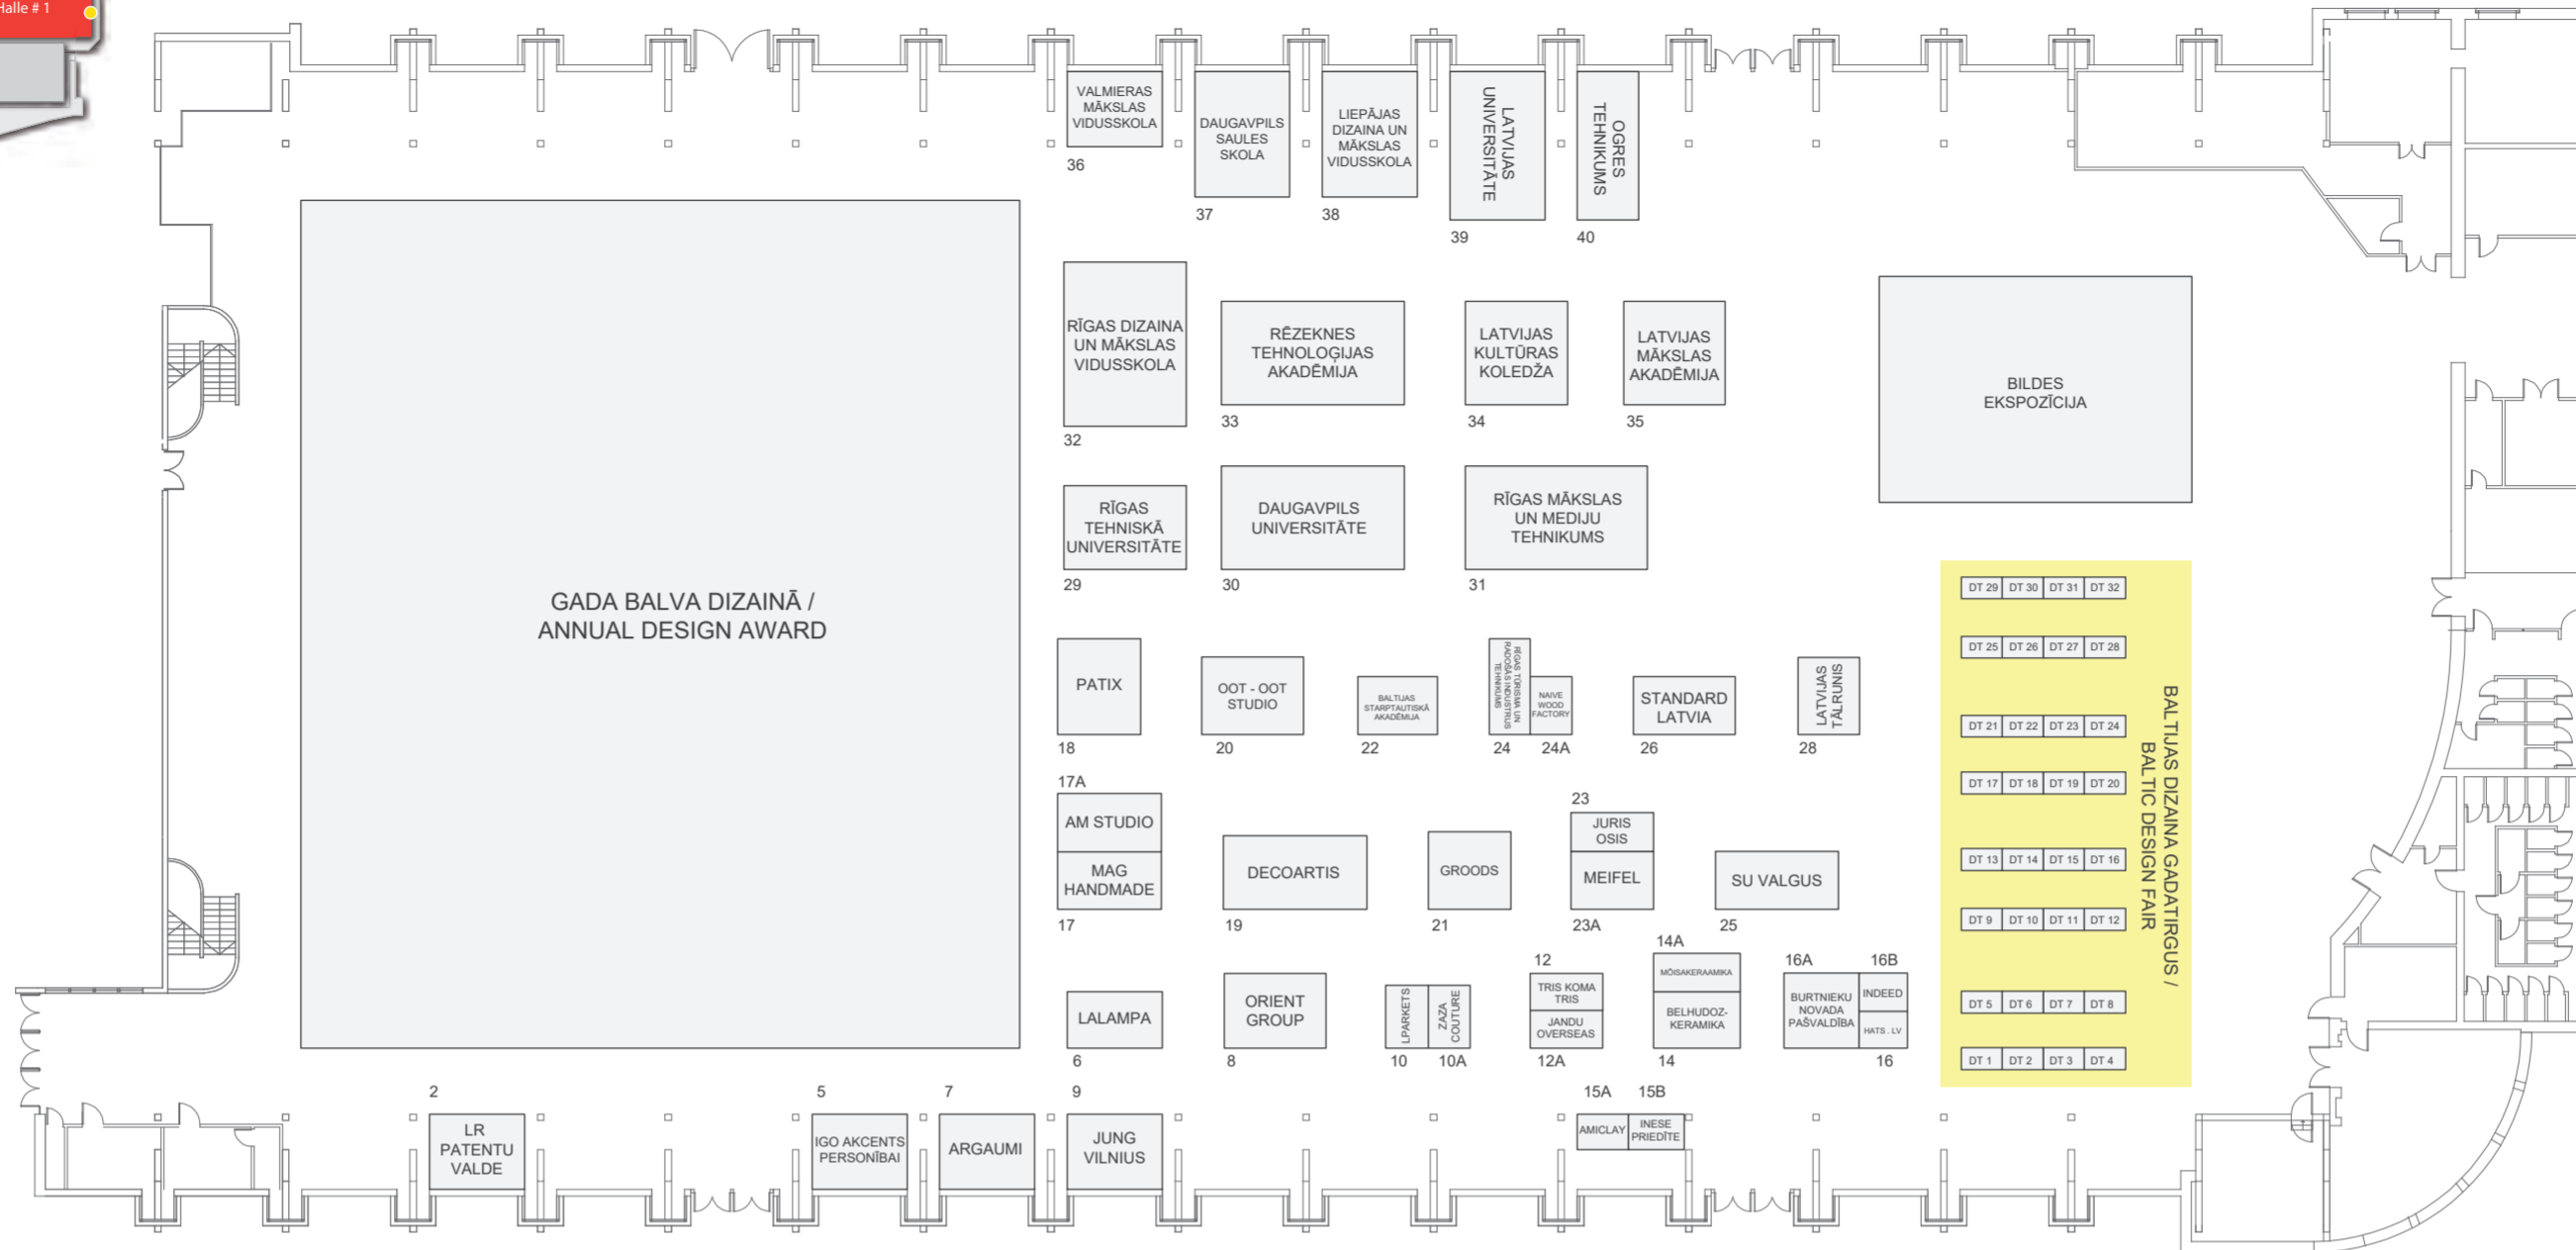 Halle # 1
VALMIERAS
MĀKSLAS
VIDUSSKOLA
36
DAUGAVPILS
SAULES
SKOLA
37
LIEPĀJAS
DIZAINA UN
MĀKSLAS
VIDUSSKOLA
38
LATVIJAS
UNIVERSITĀTE
39
OGRES
TEHNIKUMS
40
RĪGAS DIZAINA
UN MĀKSLAS
VIDUSSKOLA
32
RĒZEKNES
TEHNOLOĢIJAS
AKADĒMIJA
33
LATVIJAS
KULTŪRAS
KOLEDŽA
34
LATVIJAS
MĀKSLAS
AKADĒMIJA
35
BILDES
EKSPOZĪCIJA
GADA BALVA DIZAINĀ /
ANNUAL DESIGN AWARD
RĪGAS
TEHNISKĀ
UNIVERSITĀTE
29
DAUGAVPILS
UNIVERSITĀTE
30
RĪGAS MĀKSLAS
UN MEDIJU
TEHNIKUMS
31
PATIX
18
OOT - OOT
STUDIO
20
BALTIJAS
STARPTAUTISKĀ
AKADĒMIJA
22
RĪGAS TŪRISMA UN
RADOŠĀS INDUSTRIJS
TEHNIKUMS
24
NAIVE
WOOD
FACTORY
24A
STANDARD
LATVIA
26
LATVIJAS
TĀLRUNIS
28
17A
AM STUDIO
MAG
HANDMADE
17
DECOARTIS
19
GROODS
21
23
JURIS
OSIS
MEIFEL
23A
SU VALGUS
25
LALAMPA
6
ORIENT
GROUP
8
LPARKETS
10
ZAZA
COUTURE
10A
12
TRIS KOMA
TRIS
JANDU
OVERSEAS
12A
14A
MÕISAKERAAMIKA
BELHUDOZ-
KERAMIKA
14
16A
BURTNIEKU
NOVADA
PAŠVALDĪBA
16B
INDEED
HATS . LV
16
2
LR
PATENTU
VALDE
5
IGO AKCENTS
PERSONĪBAI
7
ARGAUMI
9
JUNG
VILNIUS
15A
AMICLAY
15B
INESE
PRIEDĪTE
DT 29 DT 30 DT 31 DT 32
DT 25 DT 26 DT 27 DT 28
DT 21 DT 22 DT 23 DT 24
DT 17 DT 18 DT 19 DT 20
DT 13 DT 14 DT 15 DT 16
DT 9 DT 10 DT 11 DT 12
DT 5 DT 6 DT 7 DT 8
DT 1 DT 2 DT 3 DT 4
BALTIJAS DIZAINA GADATIRGUS /
BALTIC DESIGN FAIR